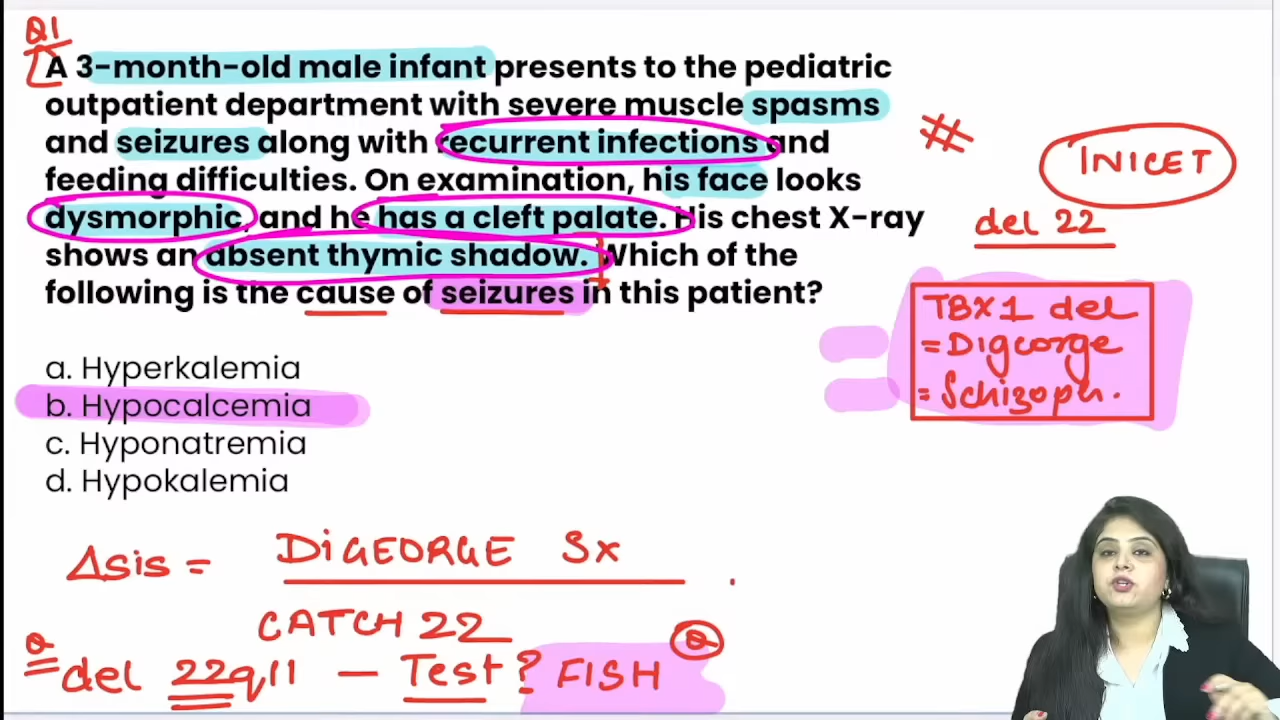 Q1
A 3-month-old male infant presents to the pediatric
outpatient department with severe muscle spasms
and seizures along with recurrent infections and
feeding difficulties. On examination, his face looks
dysmorphic, and he has a cleft palate. His chest X-ray
shows an absent thymic shadow. Which of the
following is the cause of seizures in this patient?
a. Hyperkalemia
b. Hypocalcemia
c. Hyponatremia
d. Hypokalemia
# INICET
del 22
TBX1 del
= Digeorge
= Schizoph.
Δsis = DiGEORGE Sx
CATCH 22
Q del 22q11 — Test? FISH Q